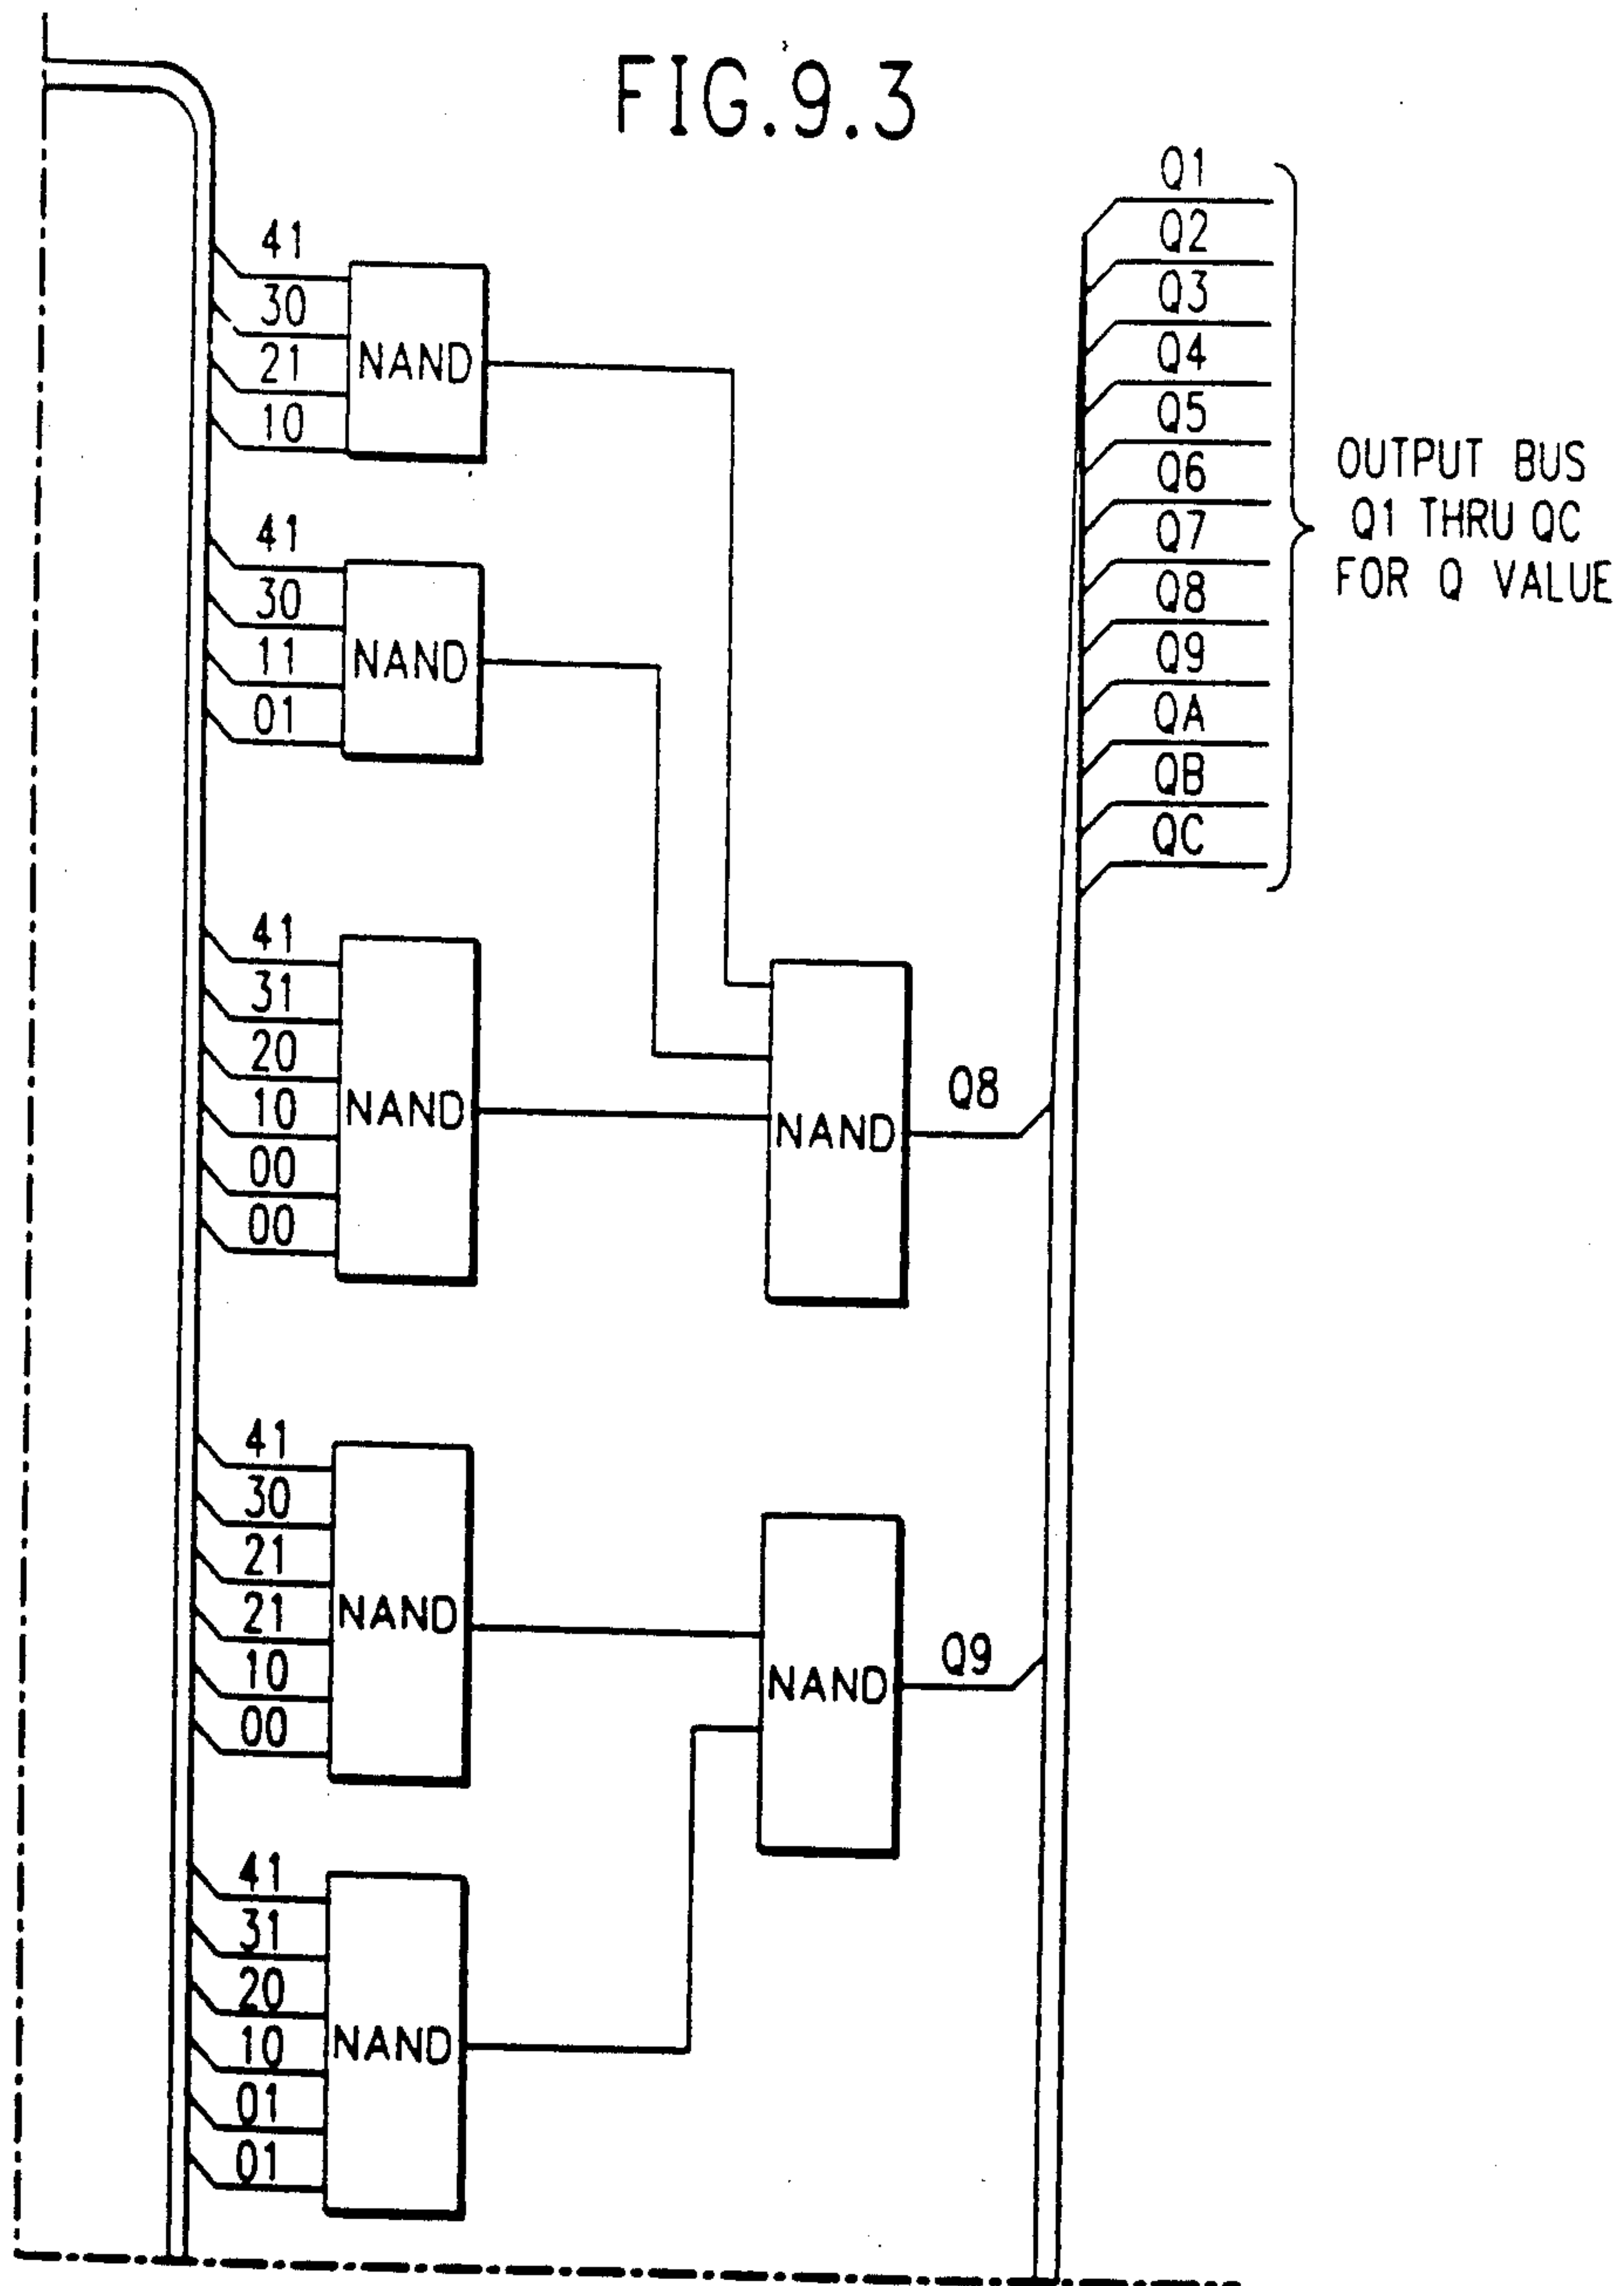 FIG.9.3
Q1
Q2
Q3
Q4
Q5
Q6
Q7
Q8
Q9
QA
QB
QC
OUTPUT BUS
Q1 THRU QC
FOR Q VALUE
41
30
21
10
NAND
41
30
11
01
NAND
41
31
20
10
00
00
NAND
NAND
Q8
41
30
21
21
10
00
NAND
NAND
Q9
41
31
20
10
01
01
NAND